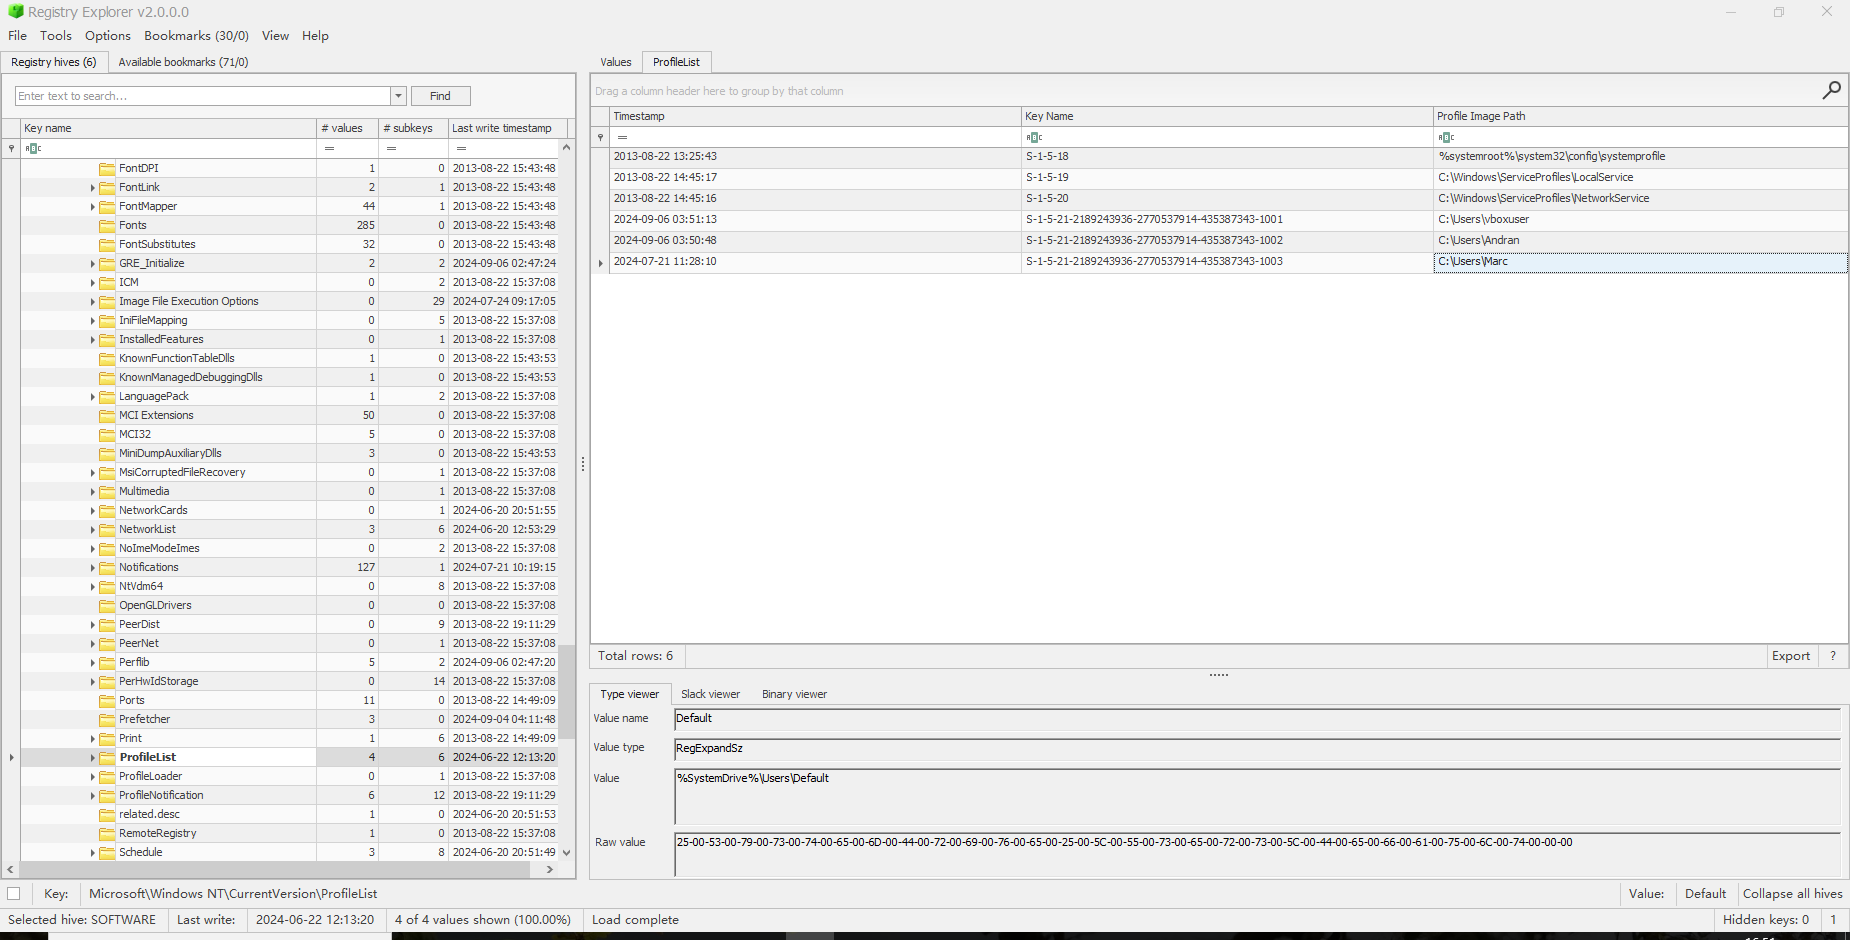 Registry Explorer v2.0.0.0
File Tools Options Bookmarks (30/0) View Help
Registry hives (6) Available bookmarks (71/0)
Enter text to search... Find
Key name # values # subkeys Last write timestamp
FontDPI 1 0 2013-08-22 15:43:48
FontLink 2 1 2013-08-22 15:43:48
FontMapper 44 1 2013-08-22 15:43:48
Fonts 285 0 2013-08-22 15:43:48
FontSubstitutes 32 0 2013-08-22 15:43:48
GRE_Initialize 2 2 2024-09-06 02:47:24
ICM 0 2 2013-08-22 15:37:08
Image File Execution Options 0 29 2024-07-24 09:17:05
IniFileMapping 0 5 2013-08-22 15:37:08
InstalledFeatures 0 1 2013-08-22 15:37:08
KnownFunctionTableDlls 1 0 2013-08-22 15:43:53
KnownManagedDebuggingDlls 1 0 2013-08-22 15:43:53
LanguagePack 1 2 2013-08-22 15:37:08
MCI Extensions 50 0 2013-08-22 15:37:08
MCI32 5 0 2013-08-22 15:37:08
MiniDumpAuxiliaryDlls 3 0 2013-08-22 15:43:53
MsiCorruptedFileRecovery 0 1 2013-08-22 15:37:08
Multimedia 0 1 2013-08-22 15:37:08
NetworkCards 0 1 2024-06-20 20:51:55
NetworkList 3 6 2024-06-20 12:53:29
NoImeModeImes 0 2 2013-08-22 15:37:08
Notifications 127 1 2024-07-21 10:19:15
NtVdm64 0 8 2013-08-22 15:37:08
OpenGLDrivers 0 0 2013-08-22 15:37:08
PeerDist 0 9 2013-08-22 19:11:29
PeerNet 0 1 2013-08-22 15:37:08
Perflib 5 2 2024-09-06 02:47:20
PerHwIdStorage 0 14 2013-08-22 15:37:08
Ports 11 0 2013-08-22 14:49:09
Prefetcher 3 0 2024-09-04 04:11:48
Print 1 6 2013-08-22 14:49:09
ProfileList 4 6 2024-06-22 12:13:20
ProfileLoader 0 1 2013-08-22 15:37:08
ProfileNotification 6 12 2013-08-22 19:11:29
related.desc 1 0 2024-06-20 20:51:53
RemoteRegistry 1 0 2013-08-22 15:37:08
Schedule 3 8 2024-06-20 20:51:49
Values ProfileList
Drag a column header here to group by that column
Timestamp Key Name Profile Image Path
2013-08-22 13:25:43 S-1-5-18 %systemroot%\system32\config\systemprofile
2013-08-22 14:45:17 S-1-5-19 C:\Windows\ServiceProfiles\LocalService
2013-08-22 14:45:16 S-1-5-20 C:\Windows\ServiceProfiles\NetworkService
2024-09-06 03:51:13 S-1-5-21-2189243936-2770537914-435387343-1001 C:\Users\vboxuser
2024-09-06 03:50:48 S-1-5-21-2189243936-2770537914-435387343-1002 C:\Users\Andran
2024-07-21 11:28:10 S-1-5-21-2189243936-2770537914-435387343-1003 C:\Users\Marc
Total rows: 6 Export ?
Type viewer Slack viewer Binary viewer
Value name Default
Value type RegExpandSz
Value %SystemDrive%\Users\Default
Raw value 25-00-53-00-79-00-73-00-74-00-65-00-6D-00-44-00-72-00-69-00-76-00-65-00-25-00-5C-00-55-00-73-00-65-00-72-00-73-00-5C-00-44-00-65-00-66-00-61-00-75-00-6C-00-74-00-00-00
Key: Microsoft\Windows NT\CurrentVersion\ProfileList Value: Default Collapse all hives
Selected hive: SOFTWARE Last write: 2024-06-22 12:13:20 4 of 4 values shown (100.00%) Load complete Hidden keys: 0 1